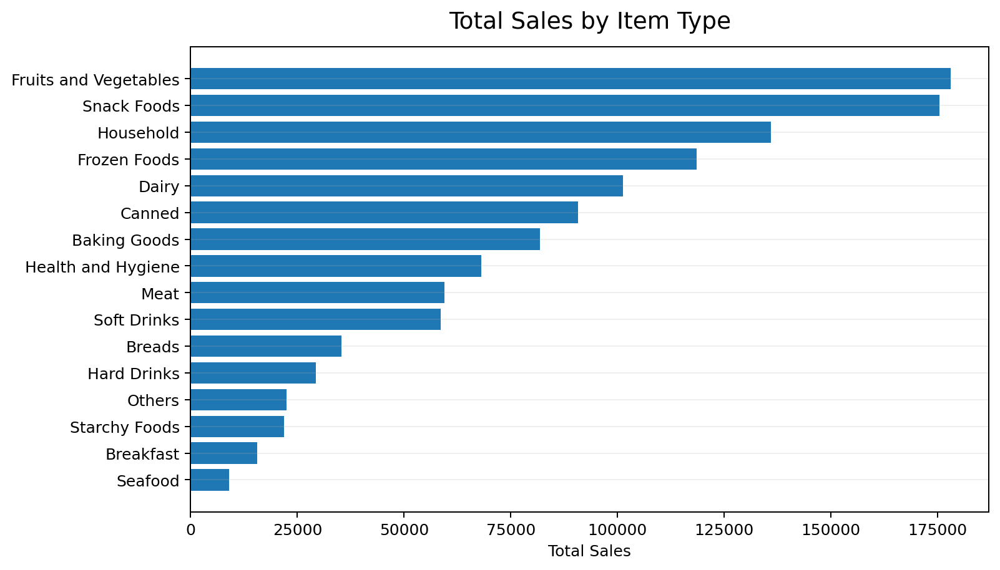 Total Sales by Item Type
Fruits and Vegetables
Snack Foods
Household
Frozen Foods
Dairy
Canned
Baking Goods
Health and Hygiene
Meat
Soft Drinks
Breads
Hard Drinks
Others
Starchy Foods
Breakfast
Seafood
0 25000 50000 75000 100000 125000 150000 175000
Total Sales